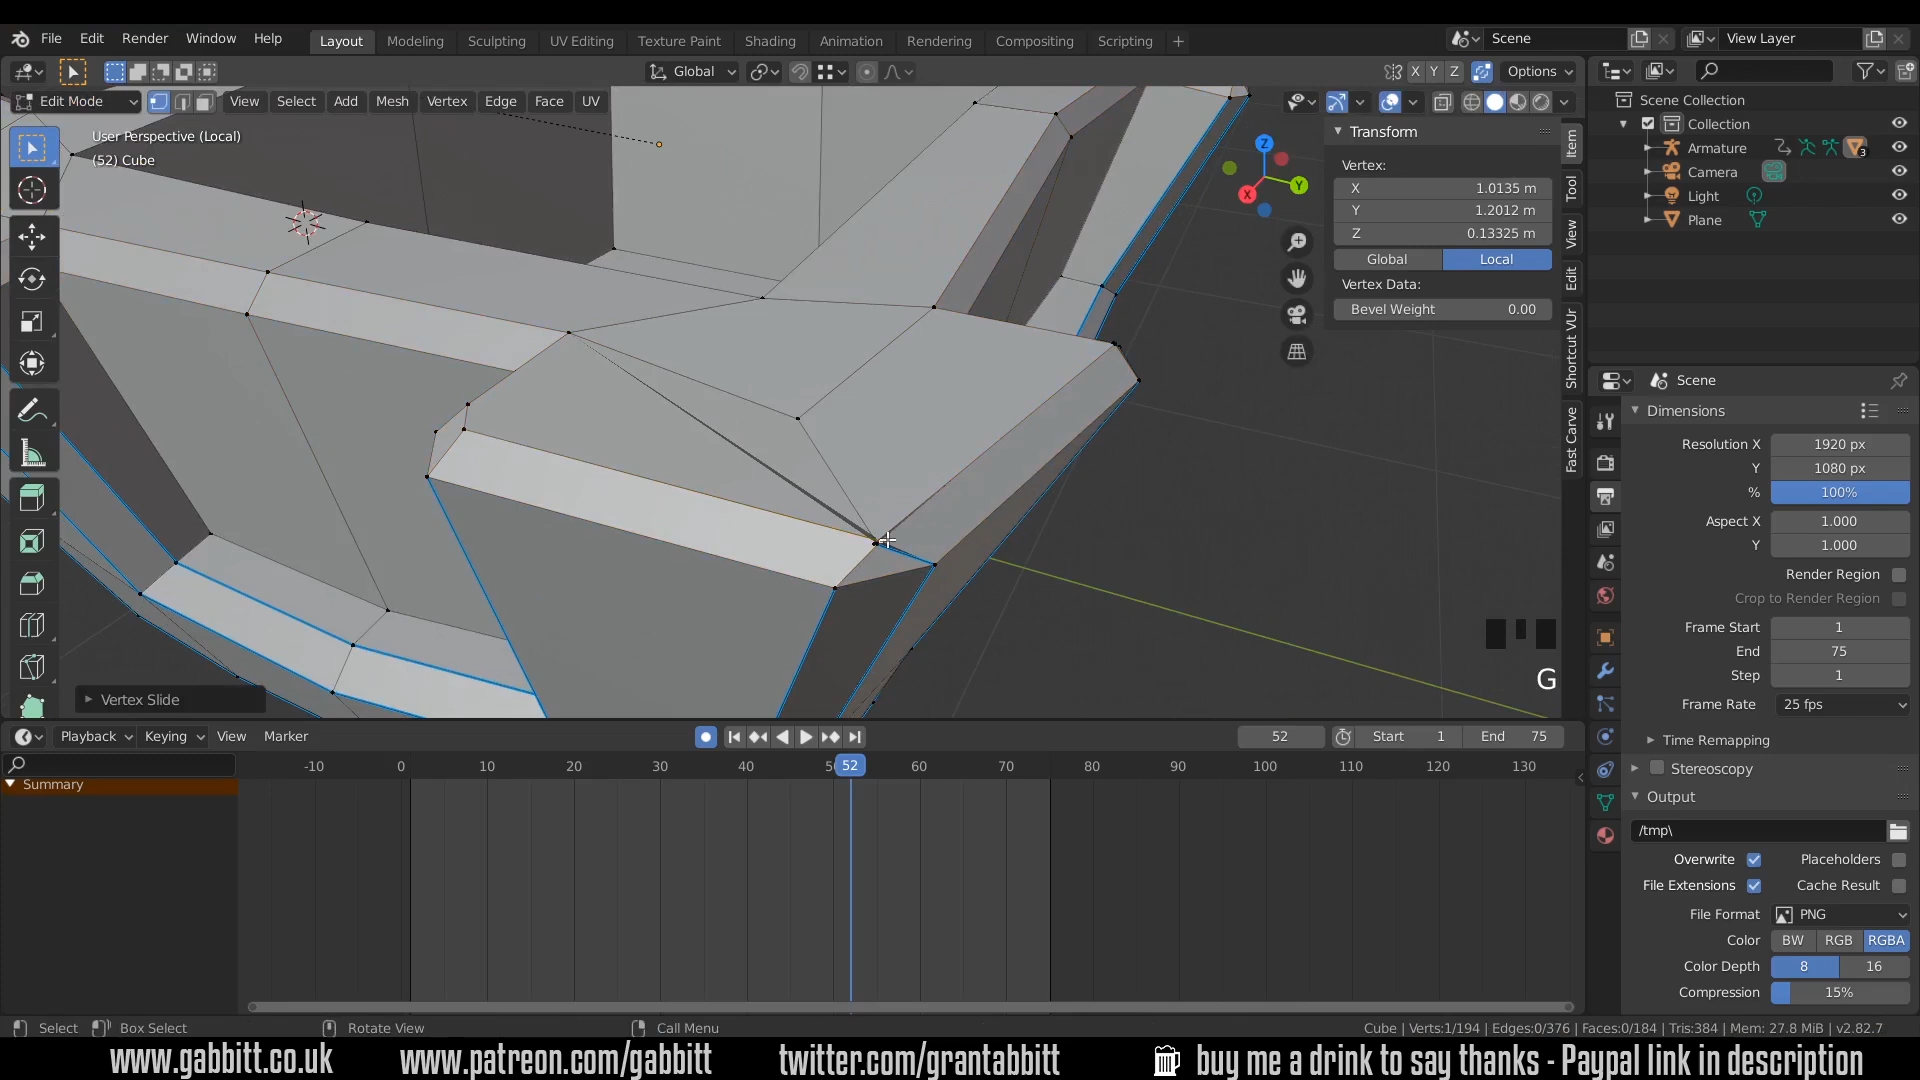 File Edit Render Window Help
Layout Modeling Sculpting UV Editing Texture Paint Shading Animation Rendering Compositing Scripting +
Scene
View Layer
Global
X Y Z
Options
Edit Mode
View Select Add Mesh Vertex Edge Face UV
User Perspective (Local)
(52) Cube
Z
Y
X
Transform
Vertex:
X 1.0135 m
Y 1.2012 m
Z 0.13325 m
Global Local
Vertex Data:
Bevel Weight 0.00
Item
Tool
View
Edit
Shortcut VUr
Fast Carve
G
Vertex Slide
Scene Collection
Collection
Armature 3
Camera
Light
Plane
Scene
Dimensions
Resolution X 1920 px
Y 1080 px
% 100%
Aspect X 1.000
Y 1.000
Render Region
Crop to Render Region
Frame Start 1
End 75
Step 1
Frame Rate 25 fps
Time Remapping
Stereoscopy
Output
/tmp\
Overwrite Placeholders
File Extensions Cache Result
File Format PNG
Color BW RGB RGBA
Color Depth 8 16
Compression 15%
Playback Keying View Marker
52 Start 1 End 75
-10 0 10 20 30 40 52 60 70 80 90 100 110 120 130
Summary
Select Box Select Rotate View Call Menu
Cube | Verts:1/194 | Edges:0/376 | Faces:0/184 | Tris:384 | Mem: 27.8 MiB | v2.82.7
www.gabbitt.co.uk www.patreon.com/gabbitt twitter.com/grantabbitt buy me a drink to say thanks - Paypal link in description